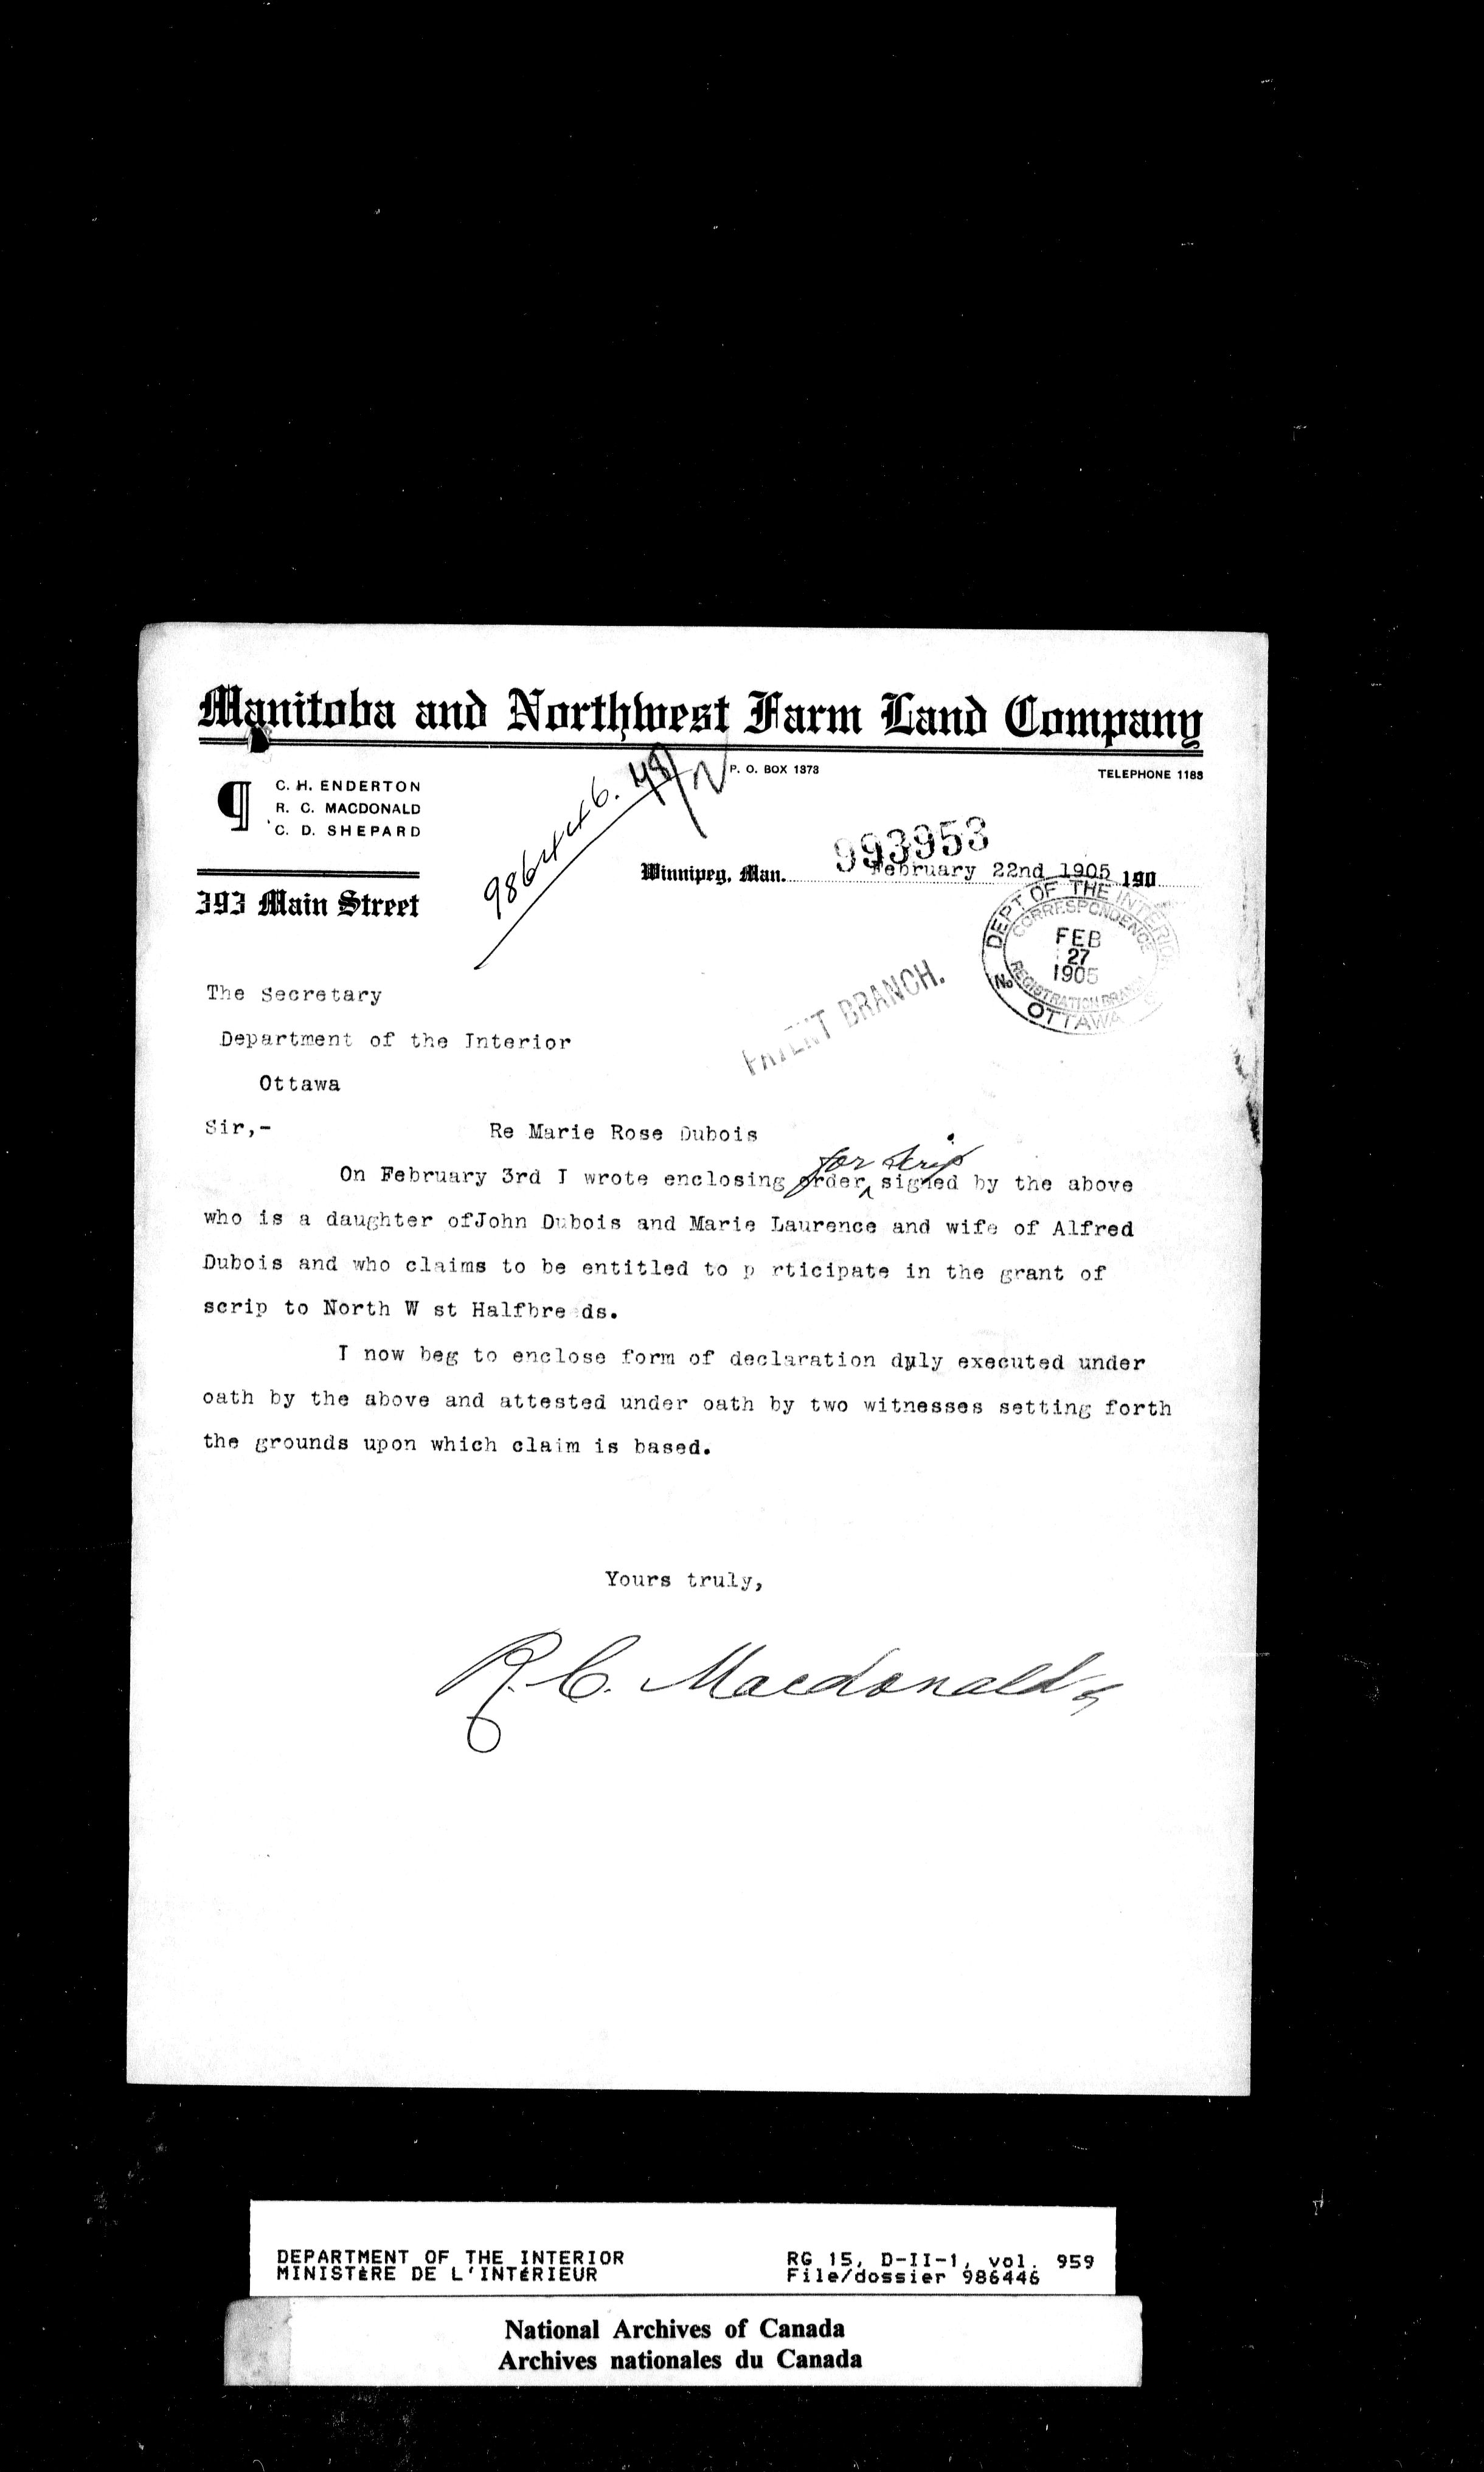 Manitoba and Northwest Farm Land Company
P. O. BOX 1373
TELEPHONE 1188
¶ C. H. ENDERTON
R. C. MACDONALD
C. D. SHEPARD
393 Main Street
986446.
993953
Winnipeg, Man. February 22nd 1905 190
DEPT OF THE INTERIOR
CORRESPONDENCE
FEB
27
1905
No
REGISTRATION BRANCH
OTTAWA
PATENT BRANCH.
The Secretary
Department of the Interior
Ottawa
Sir,- Re Marie Rose Dubois
for scrip
On February 3rd I wrote enclosing order ^ signed by the above
who is a daughter ofJohn Dubois and Marie Laurence and wife of Alfred
Dubois and who claims to be entitled to p rticipate in the grant of
scrip to North W st Halfbre ds.
I now beg to enclose form of declaration duly executed under
oath by the above and attested under oath by two witnesses setting forth
the grounds upon which claim is based.
Yours truly,
R. C. Macdonald
DEPARTMENT OF THE INTERIOR RG 15, D-II-1, vol. 959
MINISTÈRE DE L'INTÉRIEUR File/dossier 986446
National Archives of Canada
Archives nationales du Canada